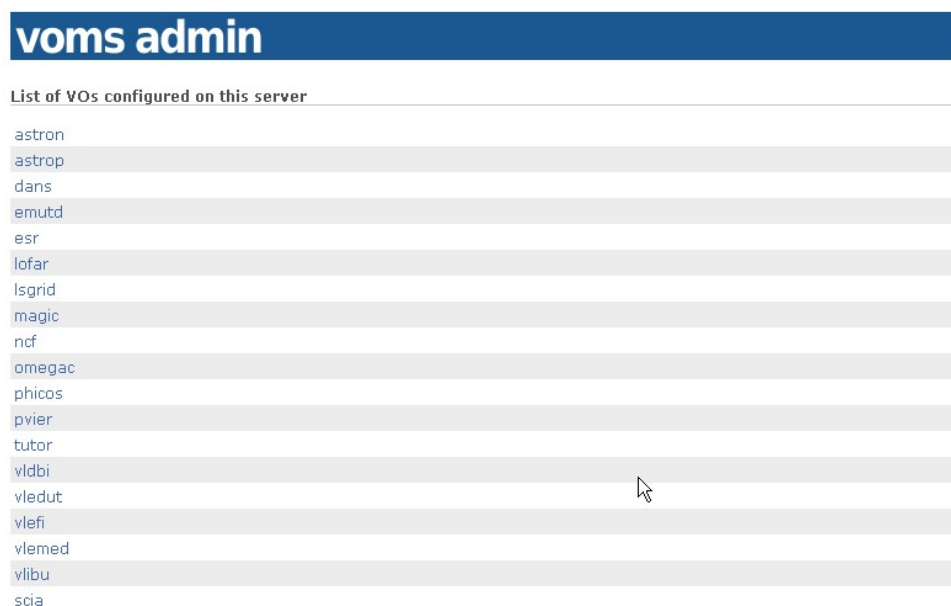 voms admin
List of VOs configured on this server
astron
astrop
dans
emutd
esr
lofar
lsgrid
magic
ncf
omegac
phicos
pvier
tutor
vldbi
vledut
vlefi
vlemed
vlibu
scia